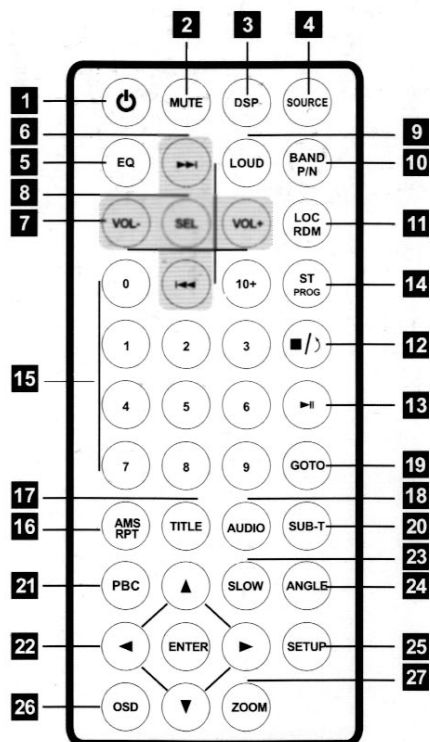 2 3 4
1 MUTE DSP SOURCE
6 9
5 EQ LOUD BAND P/N 10
8
7 VOL- SEL VOL+ LOC RDM 11
0 10+ ST PROG 14
1 2 3 12
15
4 5 6 13
7 8 9 GOTO 19
17 18
16 AMS RPT TITLE AUDIO SUB-T 20
23
21 PBC SLOW ANGLE 24
22 ENTER SETUP 25
27
26 OSD ZOOM